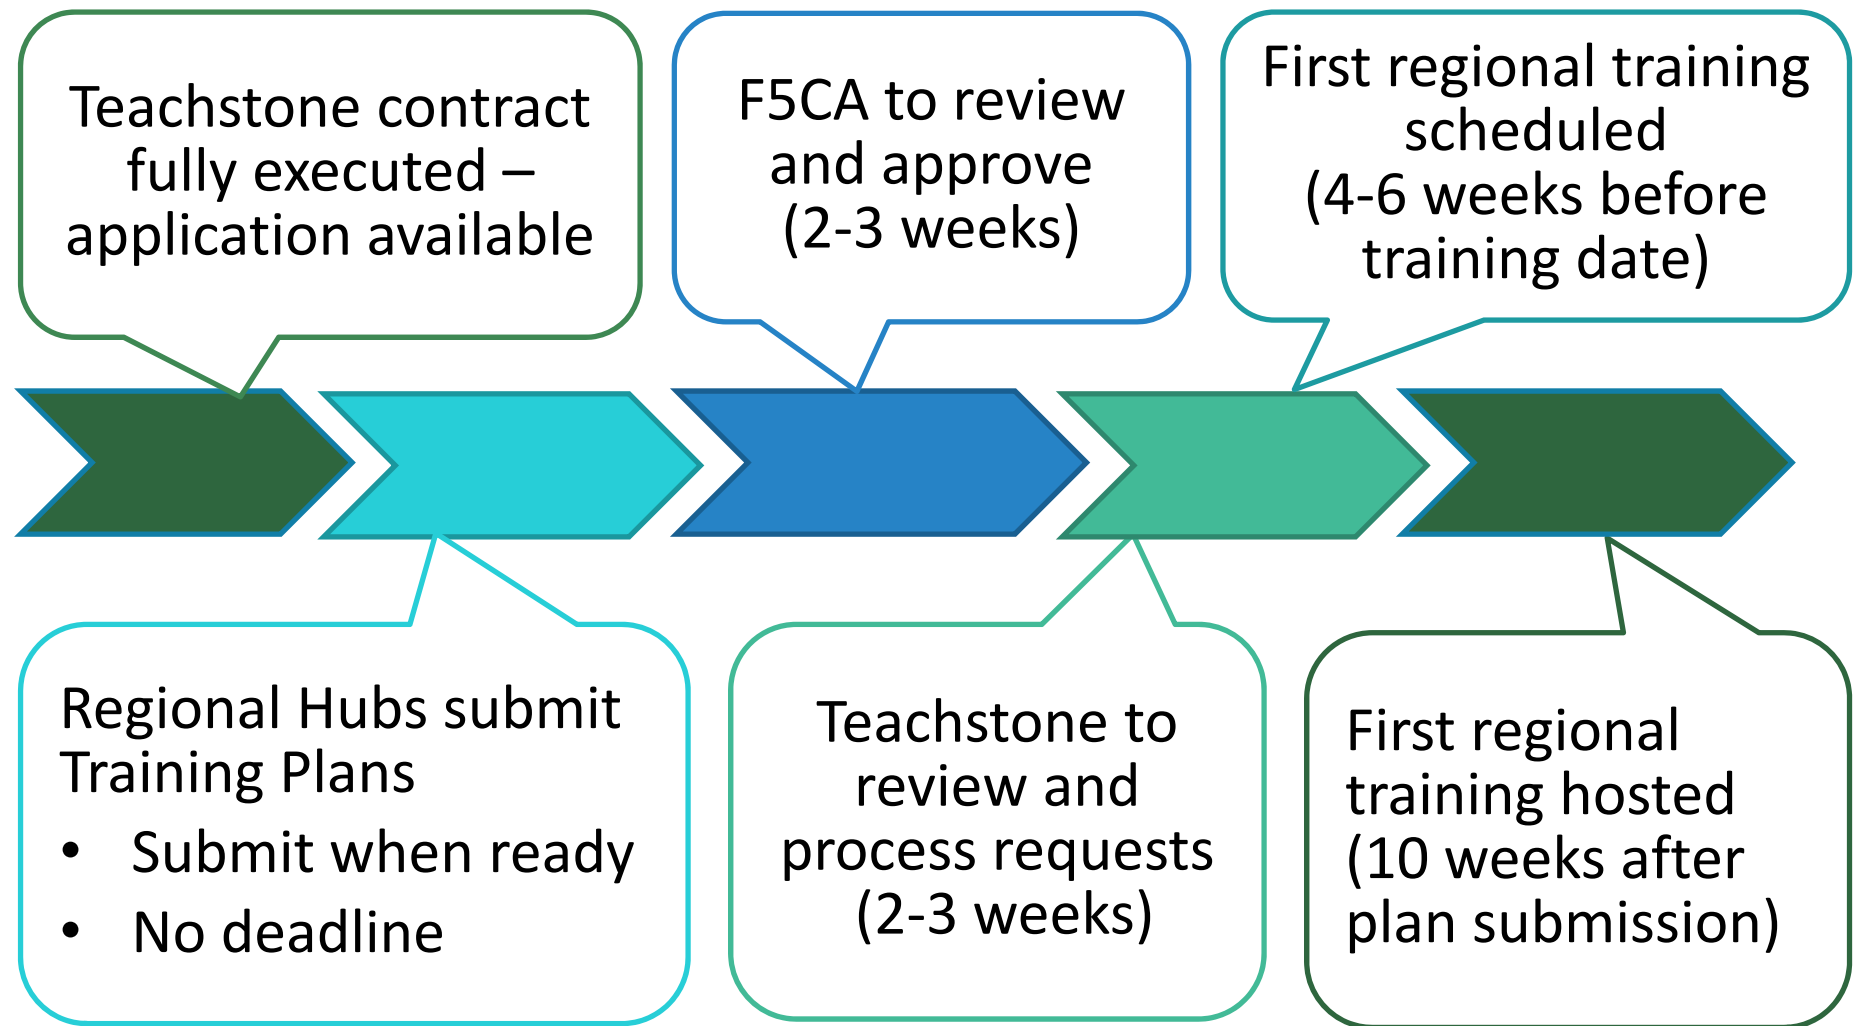 Teachstone contract
fully executed –
application available
Regional Hubs submit
Training Plans
• Submit when ready
• No deadline
F5CA to review
and approve
(2-3 weeks)
Teachstone to
review and
process requests
(2-3 weeks)
First regional training
scheduled
(4-6 weeks before
training date)
First regional
training hosted
(10 weeks after
plan submission)